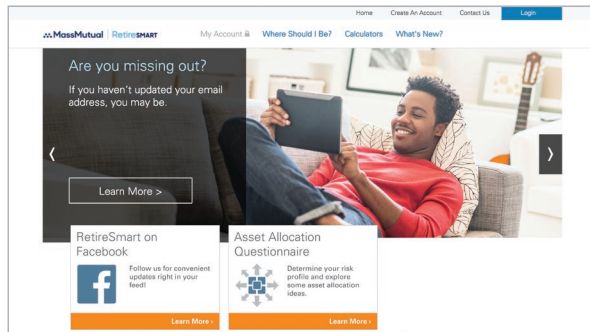 Home Create An Account Contact Us Login
MassMutual RETIRESMART My Account Where Should I Be? Calculators What's New?
Are you missing out?
If you haven't updated your email
address, you may be.
Learn More >
RetireSmart on
Facebook
Follow us for convenient
updates right in your
feed!
Learn More ›
Asset Allocation
Questionnaire
Determine your risk
profile and explore
some asset allocation
ideas.
Learn More ›